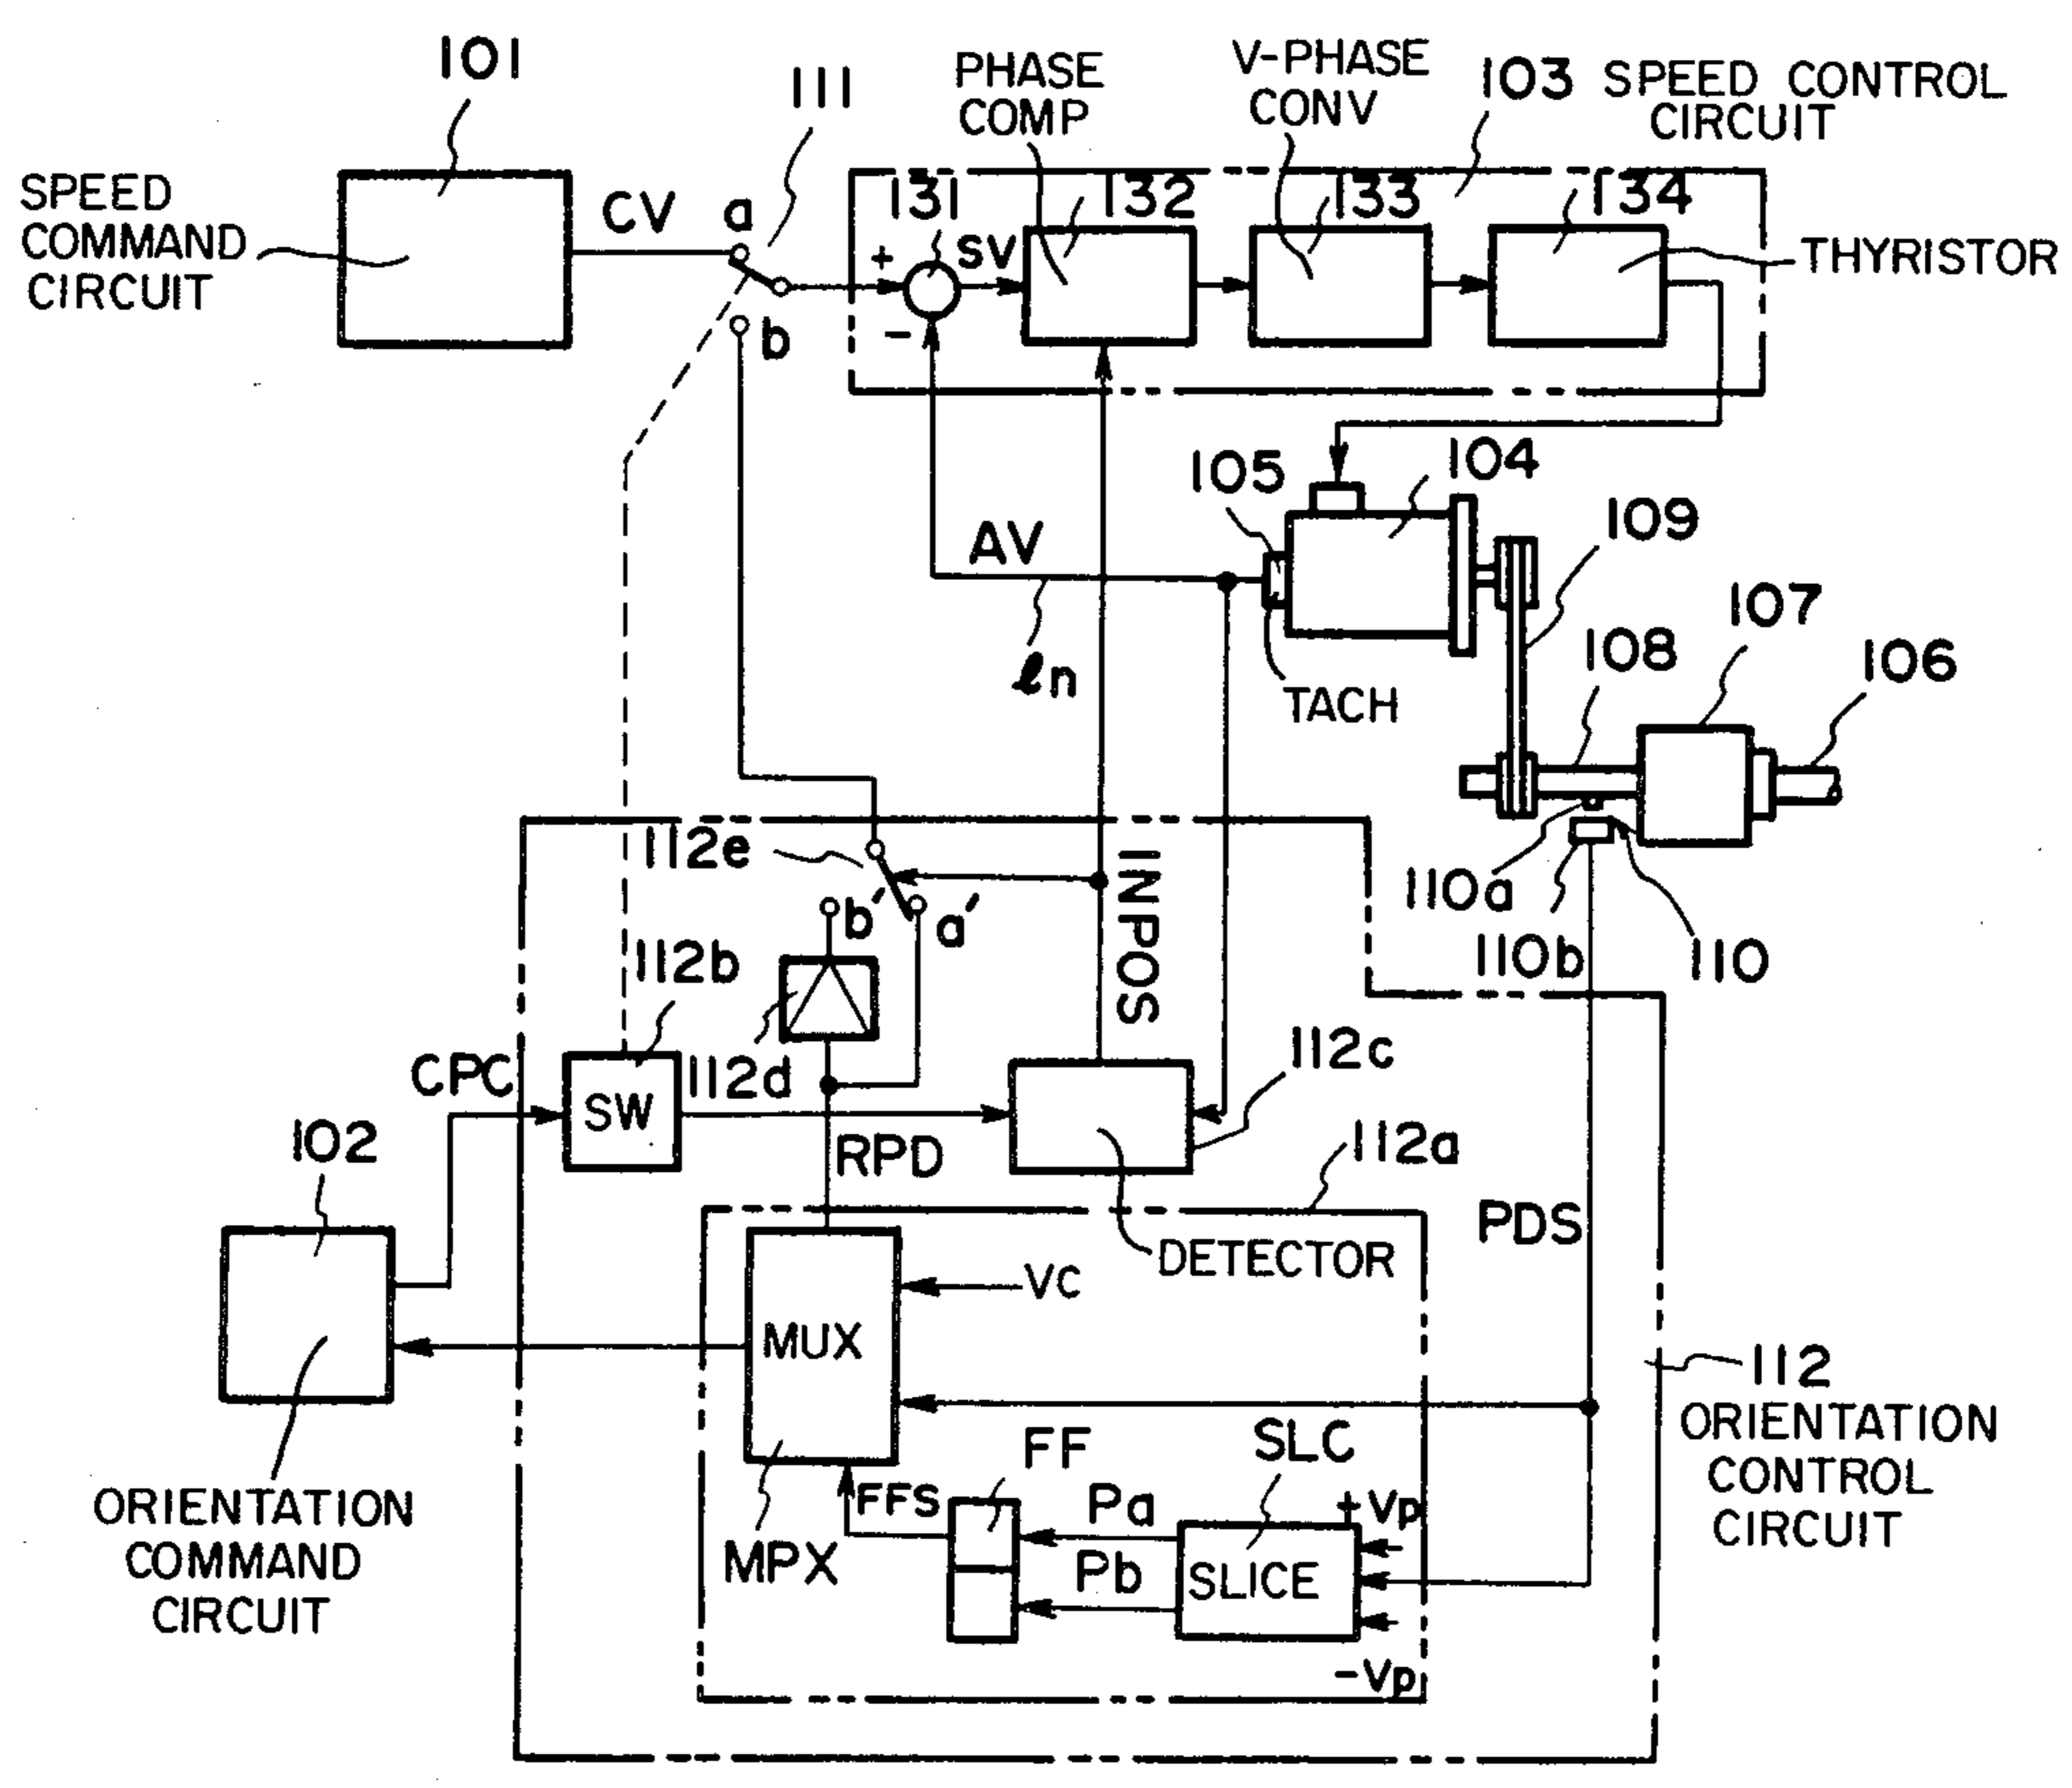 101
111
PHASE
COMP
V-PHASE
CONV
103 SPEED CONTROL
CIRCUIT
SPEED
COMMAND
CIRCUIT
CV
a
b
131
+
-
SV
132
133
134
THYRISTOR
105
104
109
AV
ln
TACH
107
108
106
112e
b'
a'
INPOS
110a
110b
110
112b
CPC
SW
112d
112c
102
RPD
112a
PDS
DETECTOR
VC
MUX
112
ORIENTATION
CONTROL
CIRCUIT
FF
SLC
FFS
Pa
+Vp
MPX
Pb
SLICE
-Vp
ORIENTATION
COMMAND
CIRCUIT